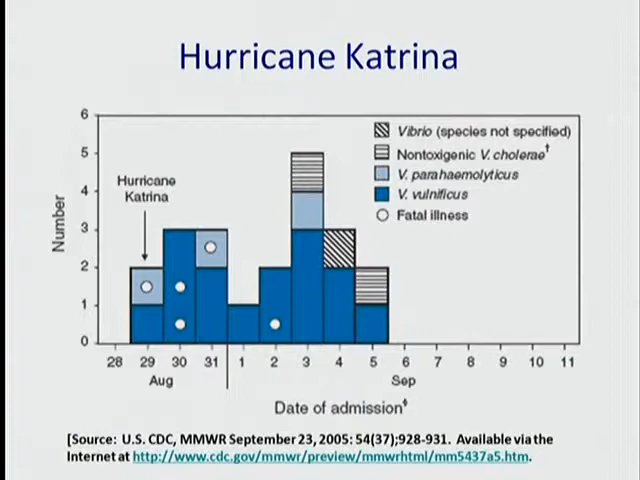 Hurricane Katrina
6
5
4
3
2
1
0
Number
Hurricane
Katrina
Vibrio (species not specified)
Nontoxigenic V. cholerae†
V. parahaemolyticus
V. vulnificus
Fatal illness
28 29 30 31 1 2 3 4 5 6 7 8 9 10 11
Aug Sep
Date of admission§
[Source: U.S. CDC, MMWR September 23, 2005: 54(37);928-931. Available via the
Internet at http://www.cdc.gov/mmwr/preview/mmwrhtml/mm5437a5.htm.